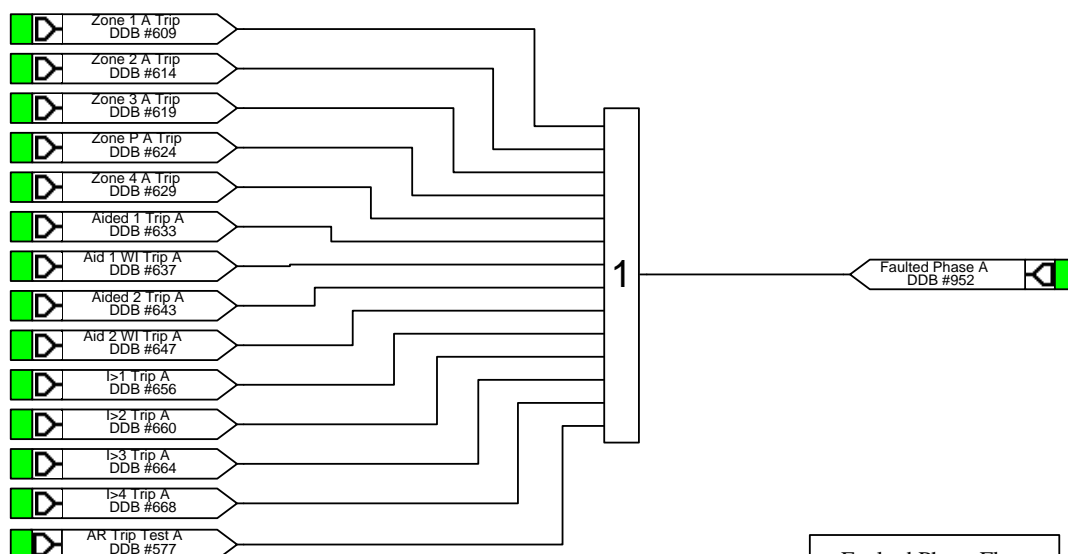 Zone 1 A Trip
DDB #609
Zone 2 A Trip
DDB #614
Zone 3 A Trip
DDB #619
Zone P A Trip
DDB #624
Zone 4 A Trip
DDB #629
Aided 1 Trip A
DDB #633
Aid 1 WI Trip A
DDB #637
Aided 2 Trip A
DDB #643
Aid 2 WI Trip A
DDB #647
I>1 Trip A
DDB #656
I>2 Trip A
DDB #660
I>3 Trip A
DDB #664
I>4 Trip A
DDB #668
AR Trip Test A
DDB #577
1
Faulted Phase A
DDB #952